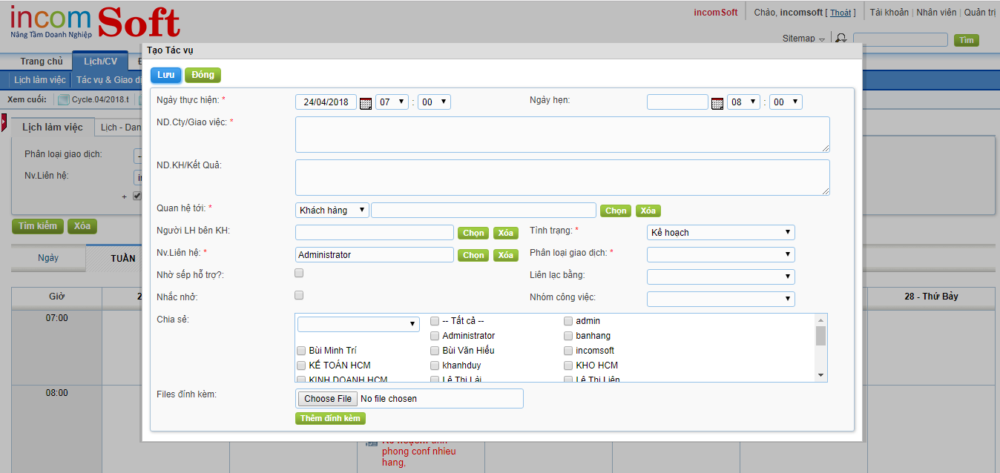 incom Soft
Nâng Tầm Doanh Nghiệp
incomSoft
Chào, incomsoft [ Thoát ]
Tài khoản | Nhân viên | Quản trị
Sitemap
Tìm
Trang chủ
Lịch/CV
Lịch làm việc
Tác vụ & Giao dị
Xem cuối:
Cycle.04/2018.t
Lịch làm việc
Lịch - Dan
Phân loại giao dịch:
Nv.Liên hệ:
+
Tìm kiếm
Xóa
Ngày
TUẦN
Giờ
2
28 - Thứ Bảy
07:00
08:00
Tạo Tác vụ
Lưu
Đóng
Ngày thực hiện: *
24/04/2018
07 : 00
Ngày hẹn:
08 : 00
ND.Cty/Giao việc: *
ND.KH/Kết Quả:
Quan hệ tới: *
Khách hàng
Chọn
Xóa
Người LH bên KH:
Chọn
Xóa
Tình trạng: *
Kế hoạch
Nv.Liên hệ: *
Administrator
Chọn
Xóa
Phân loại giao dịch: *
Nhờ sếp hỗ trợ?:
Liên lạc bằng:
Nhắc nhở:
Nhóm công việc:
Chia sẻ:
-- Tất cả --
admin
Administrator
banhang
Bùi Minh Trí
Bùi Văn Hiếu
incomsoft
KẾ TOÁN HCM
khanhduy
KHO HCM
KINH DOANH HCM
Lê Thị Lài
Lê Thị Liên
Files đính kèm:
Choose File
No file chosen
Thêm đính kèm
phong conf nhieu
hang,